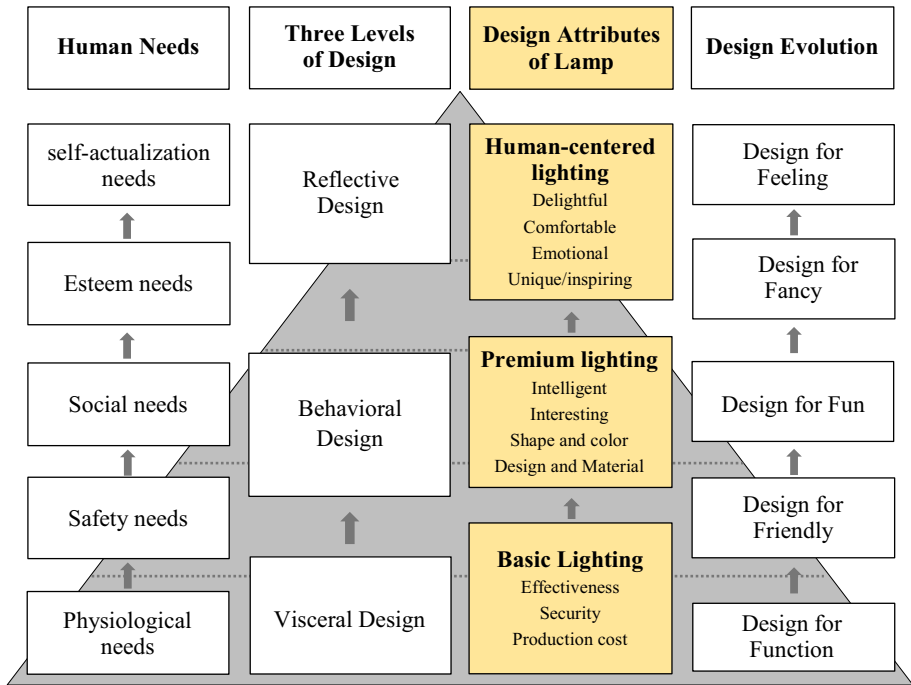 Human Needs
Three Levels
of Design
Design Attributes
of Lamp
Design Evolution
self-actualization
needs
Esteem needs
Social needs
Safety needs
Physiological
needs
Reflective
Design
Behavioral
Design
Visceral Design
Human-centered
lighting
Delightful
Comfortable
Emotional
Unique/inspiring
Premium lighting
Intelligent
Interesting
Shape and color
Design and Material
Basic Lighting
Effectiveness
Security
Production cost
Design for
Feeling
Design for
Fancy
Design for Fun
Design for
Friendly
Design for
Function